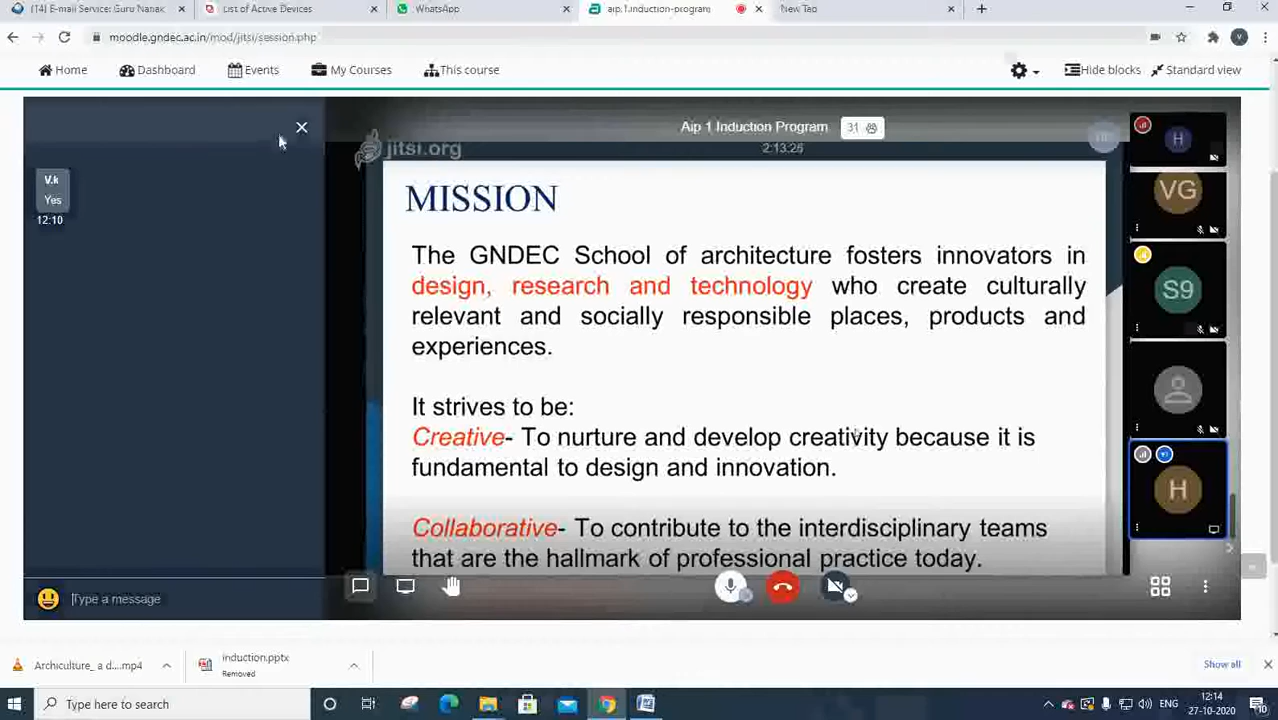 (14) E-mail Service: Guru Nanak
List of Active Devices
WhatsApp
aip.1.induction-program
New Tab
moodle.gndec.ac.in/mod/jitsi/session.php
V
Home
Dashboard
Events
My Courses
This course
Hide blocks
Standard view
Aip 1 Induction Program
31
2:13:25
jitsi.org
V.k
Yes
12:10
MISSION
The GNDEC School of architecture fosters innovators in
design, research and technology who create culturally
relevant and socially responsible places, products and
experiences.
It strives to be:
Creative- To nurture and develop creativity because it is
fundamental to design and innovation.
Collaborative- To contribute to the interdisciplinary teams
that are the hallmark of professional practice today.
H
VG
S9
H
Type a message
Archiculture_ a d....mp4
induction.pptx
Removed
Show all
Type here to search
ENG
12:14
27-10-2020